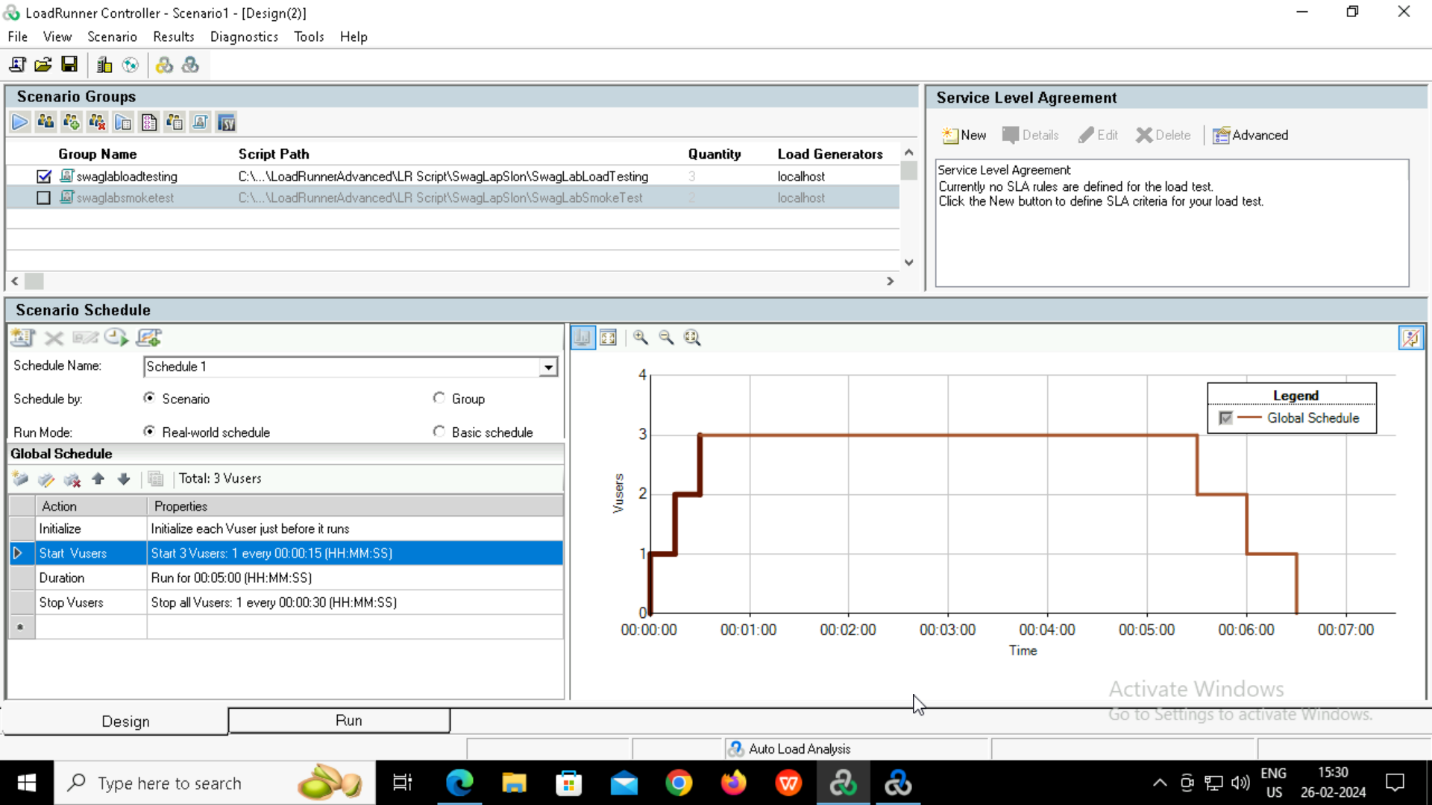 LoadRunner Controller - Scenario1 - [Design(2)]
File View Scenario Results Diagnostics Tools Help
Scenario Groups
Group Name Script Path Quantity Load Generators
swaglabloadtesting C:\...\LoadRunnerAdvanced\LR Script\SwagLapSlon\SwagLabLoadTesting 3 localhost
swaglabsmoketest C:\...\LoadRunnerAdvanced\LR Script\SwagLapSlon\SwagLabSmokeTest 2 localhost
Service Level Agreement
New Details Edit Delete Advanced
Service Level Agreement
Currently no SLA rules are defined for the load test.
Click the New button to define SLA criteria for your load test.
Scenario Schedule
Schedule Name: Schedule 1
Schedule by: Scenario Group
Run Mode: Real-world schedule Basic schedule
Global Schedule
Total: 3 Vusers
Action Properties
Initialize Initialize each Vuser just before it runs
Start Vusers Start 3 Vusers: 1 every 00:00:15 (HH:MM:SS)
Duration Run for 00:05:00 (HH:MM:SS)
Stop Vusers Stop all Vusers: 1 every 00:00:30 (HH:MM:SS)
*
4
3
2
1
0
Vusers
Legend
Global Schedule
00:00:00 00:01:00 00:02:00 00:03:00 00:04:00 00:05:00 00:06:00 00:07:00
Time
Activate Windows
Go to Settings to activate Windows.
Design Run
Auto Load Analysis
Type here to search
ENG
US
15:30
26-02-2024